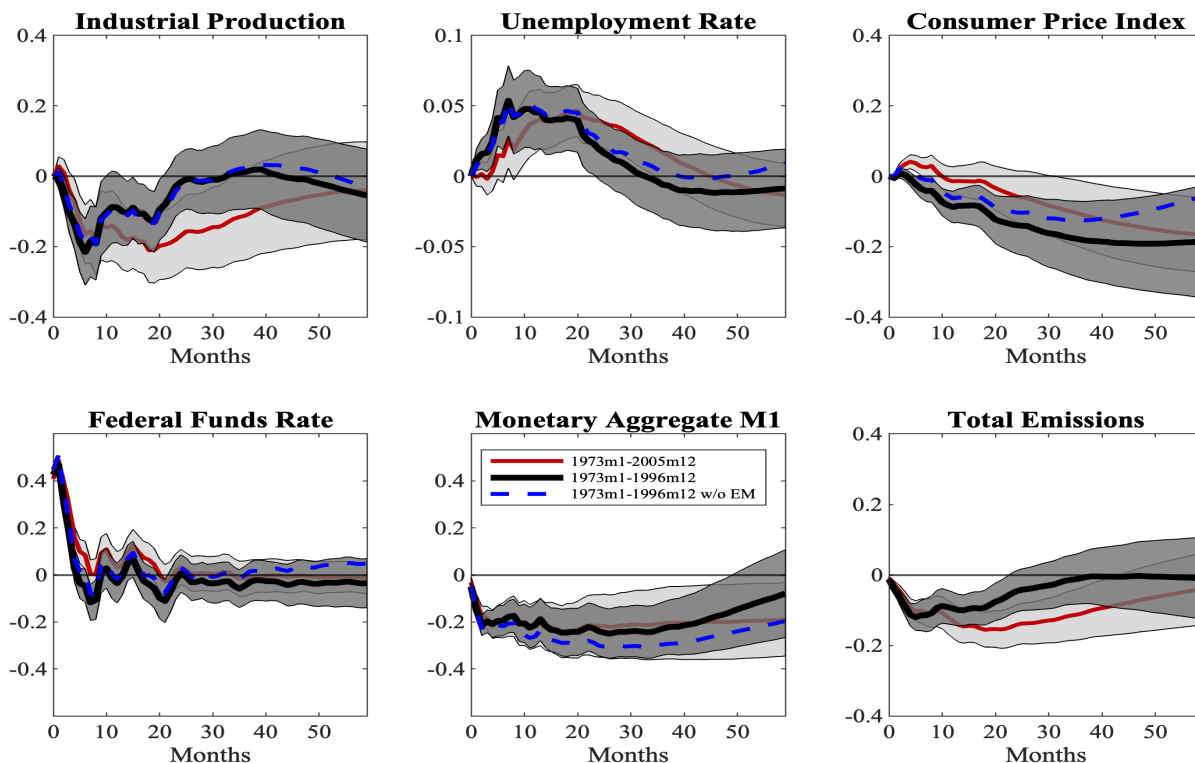 Industrial Production
0.4
0.2
0
-0.2
-0.4
0 10 20 30 40 50
Months
Unemployment Rate
0.1
0.05
0
-0.05
-0.1
0 10 20 30 40 50
Months
Consumer Price Index
0.4
0.2
0
-0.2
-0.4
0 10 20 30 40 50
Months
Federal Funds Rate
0.4
0.2
0
-0.2
-0.4
0 10 20 30 40 50
Months
Monetary Aggregate M1
1973m1-2005m12
1973m1-1996m12
1973m1-1996m12 w/o EM
0.4
0.2
0
-0.2
-0.4
0 10 20 30 40 50
Months
Total Emissions
0.4
0.2
0
-0.2
-0.4
0 10 20 30 40 50
Months